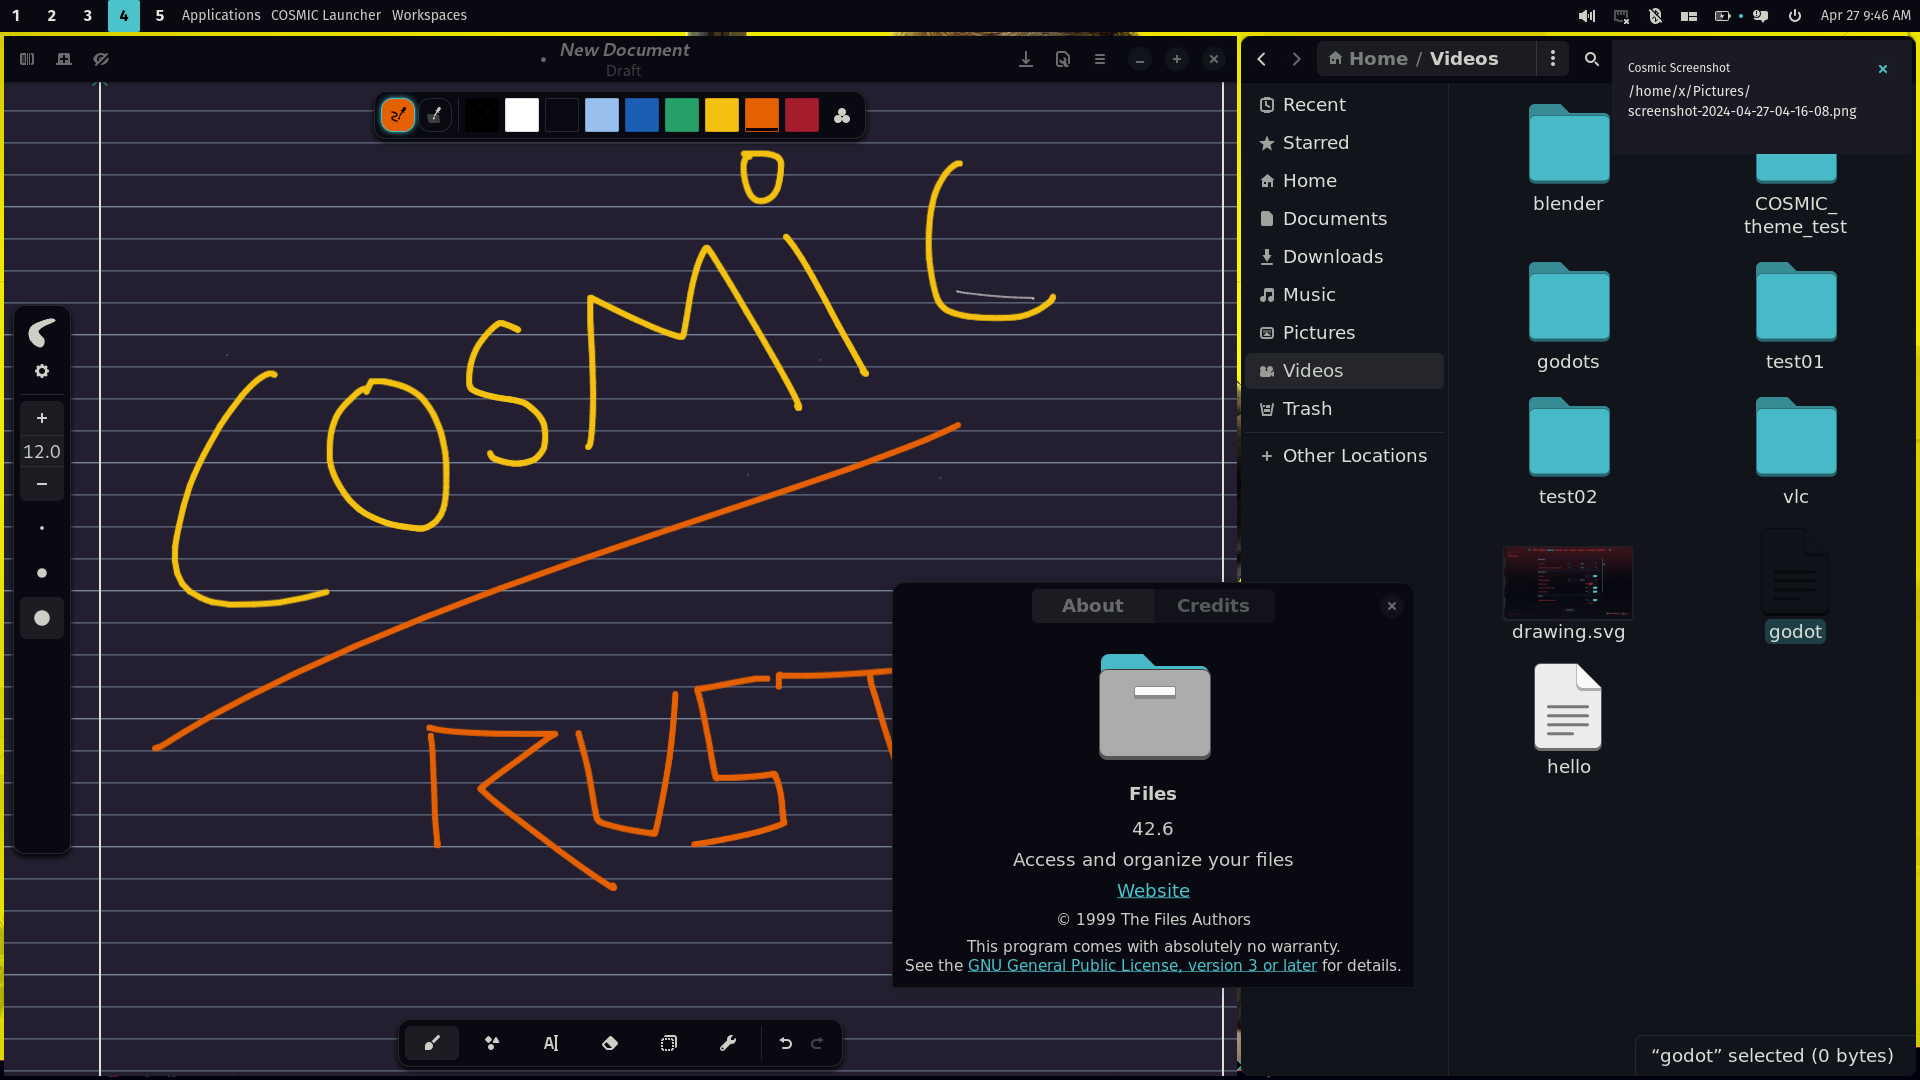 1 2 3 4 5 Applications COSMIC Launcher Workspaces
Apr 27 9:46 AM
New Document
Draft
12.0
COSMIC
RUST
Home / Videos
Cosmic Screenshot
/home/x/Pictures/
screenshot-2024-04-27-04-16-08.png
Recent
Starred
Home
Documents
Downloads
Music
Pictures
Videos
Trash
Other Locations
blender
COSMIC_
theme_test
godots
test01
test02
vlc
drawing.svg
godot
hello
About Credits
Files
42.6
Access and organize your files
Website
© 1999 The Files Authors
This program comes with absolutely no warranty.
See the GNU General Public License, version 3 or later for details.
“godot” selected (0 bytes)